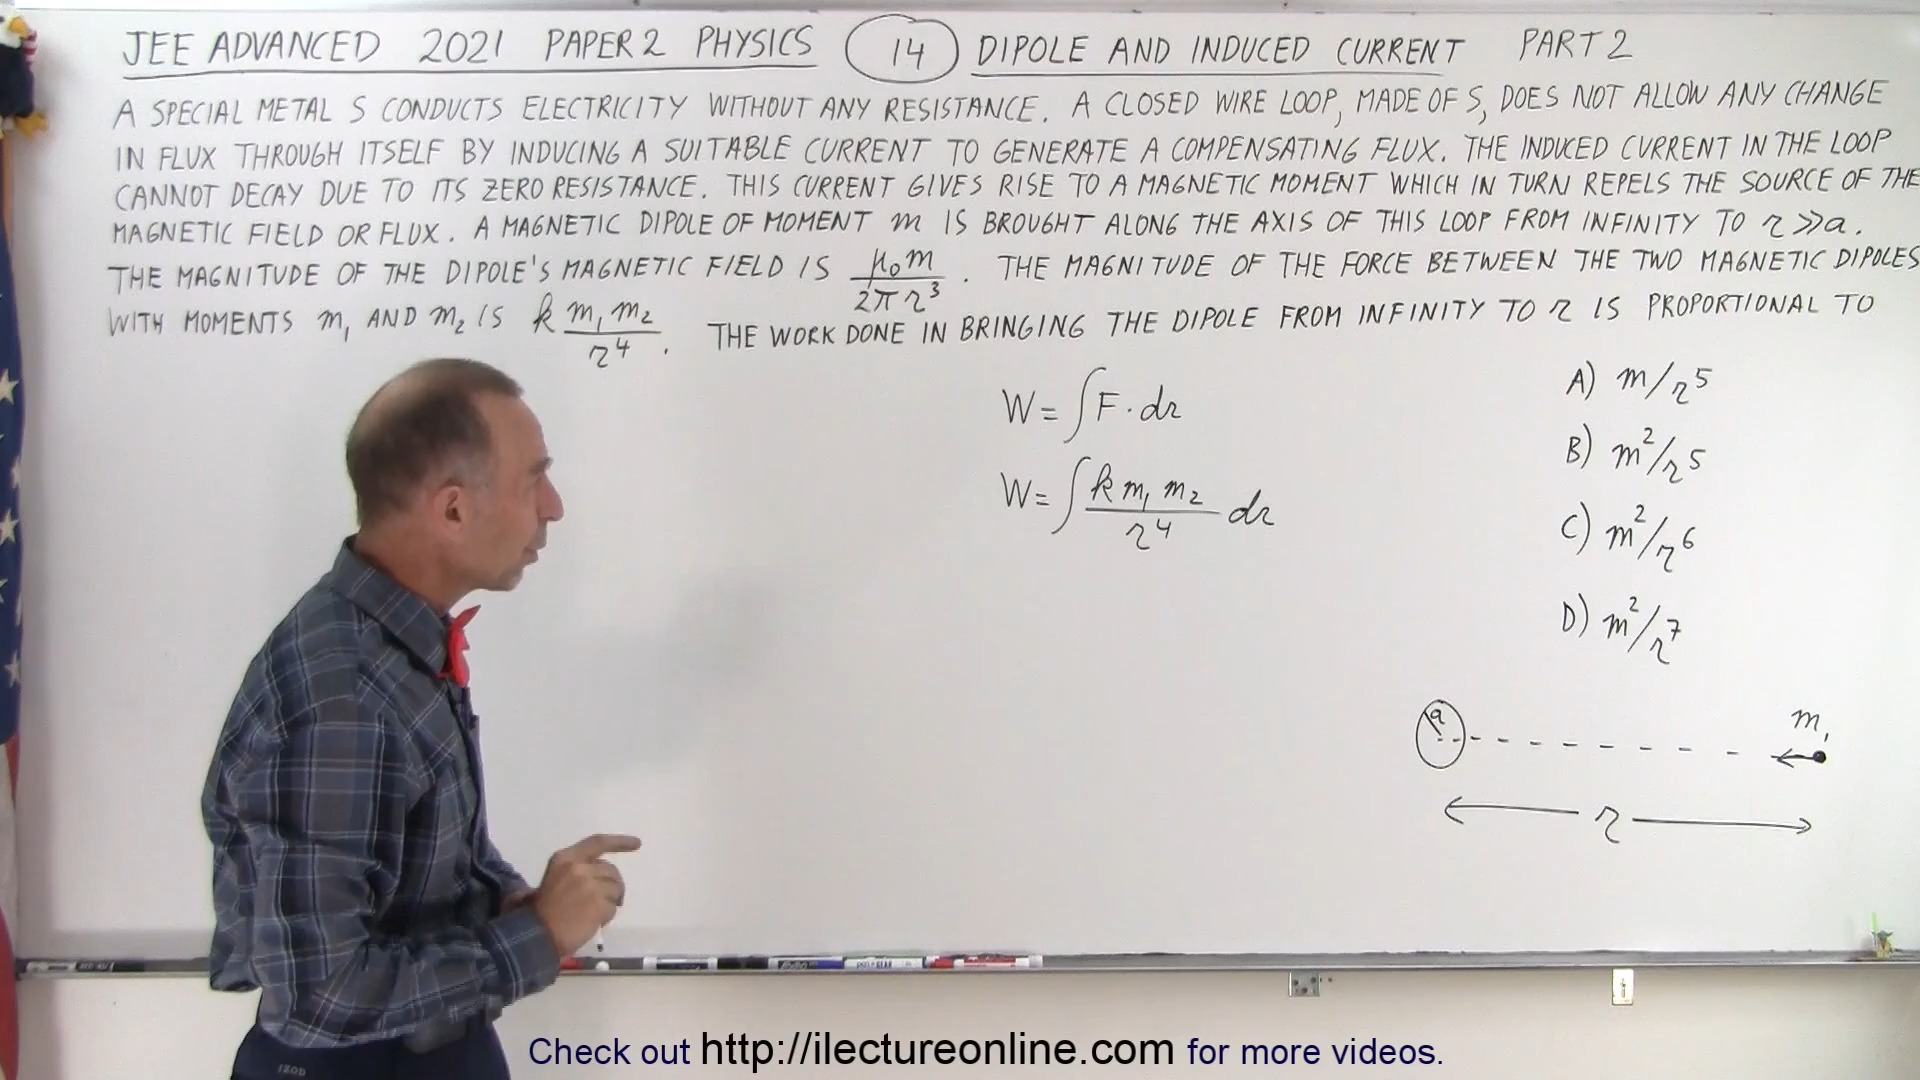 JEE ADVANCED 2021 PAPER 2 PHYSICS 14 DIPOLE AND INDUCED CURRENT PART 2
A SPECIAL METAL S CONDUCTS ELECTRICITY WITHOUT ANY RESISTANCE. A CLOSED WIRE LOOP, MADE OF S, DOES NOT ALLOW ANY CHANGE
IN FLUX THROUGH ITSELF BY INDUCING A SUITABLE CURRENT TO GENERATE A COMPENSATING FLUX. THE INDUCED CURRENT IN THE LOOP
CANNOT DECAY DUE TO ITS ZERO RESISTANCE. THIS CURRENT GIVES RISE TO A MAGNETIC MOMENT WHICH IN TURN REPELS THE SOURCE OF THE
MAGNETIC FIELD OR FLUX. A MAGNETIC DIPOLE OF MOMENT m IS BROUGHT ALONG THE AXIS OF THIS LOOP FROM INFINITY TO r >> a.
THE MAGNITUDE OF THE DIPOLE'S MAGNETIC FIELD IS μ₀m / 2πr³. THE MAGNITUDE OF THE FORCE BETWEEN THE TWO MAGNETIC DIPOLES
WITH MOMENTS m₁ AND m₂ IS k m₁m₂ / r⁴. THE WORK DONE IN BRINGING THE DIPOLE FROM INFINITY TO r IS PROPORTIONAL TO
W = ∫F · dr
W = ∫ k m₁ m₂ / r⁴ dr
A) m/r⁵
B) m²/r⁵
C) m²/r⁶
D) m²/r⁷
a
m₁
r
IZOD
Check out http://ilectureonline.com for more videos.